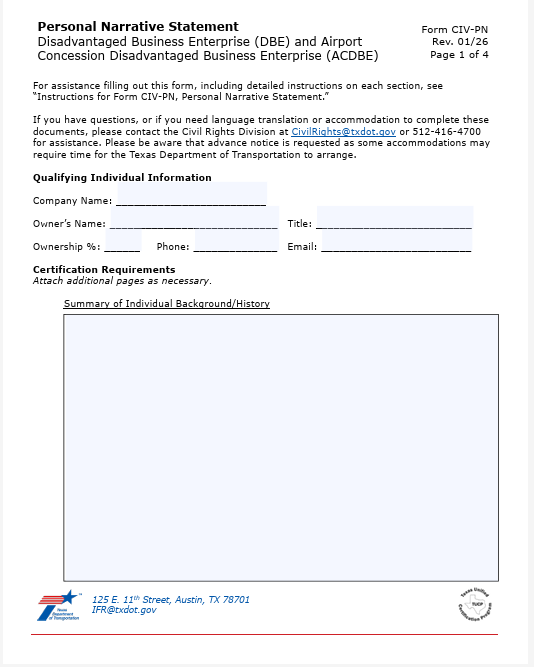 Personal Narrative Statement
Disadvantaged Business Enterprise (DBE) and Airport
Concession Disadvantaged Business Enterprise (ACDBE)
Form CIV-PN
Rev. 01/26
Page 1 of 4
For assistance filling out this form, including detailed instructions on each section, see
“Instructions for Form CIV-PN, Personal Narrative Statement.”
If you have questions, or if you need language translation or accommodation to complete these
documents, please contact the Civil Rights Division at CivilRights@txdot.gov or 512-416-4700
for assistance. Please be aware that advance notice is requested as some accommodations may
require time for the Texas Department of Transportation to arrange.
Qualifying Individual Information
Company Name: _________________________
Owner’s Name: ____________________________ Title: __________________________
Ownership %: ______ Phone: ______________ Email: _________________________
Certification Requirements
Attach additional pages as necessary.
Summary of Individual Background/History
Texas
Department
of Transportation
125 E. 11th Street, Austin, TX 78701
IFR@txdot.gov
Texas Unified
TUCP
Certification Program